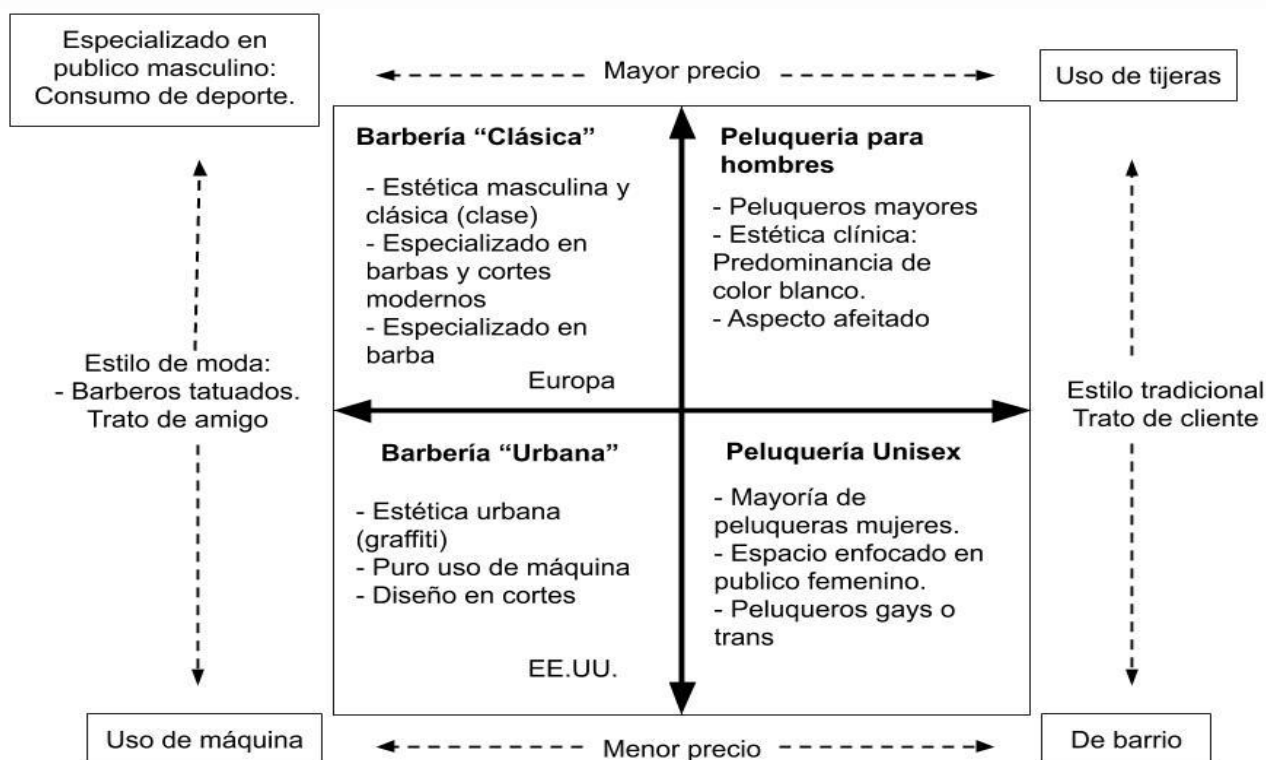 Especializado en
publico masculino:
Consumo de deporte.
Mayor precio
Uso de tijeras
Barbería “Clásica”
- Estética masculina y
clásica (clase)
- Especializado en
barbas y cortes
modernos
- Especializado en
barba
Europa
Peluqueria para
hombres
- Peluqueros mayores
- Estética clínica:
Predominancia de
color blanco.
- Aspecto afeitado
Estilo de moda:
- Barberos tatuados.
Trato de amigo
Estilo tradicional
Trato de cliente
Barbería “Urbana”
- Estética urbana
(graffiti)
- Puro uso de máquina
- Diseño en cortes
EE.UU.
Peluquería Unisex
- Mayoría de
peluqueras mujeres.
- Espacio enfocado en
publico femenino.
- Peluqueros gays o
trans
Uso de máquina
Menor precio
De barrio